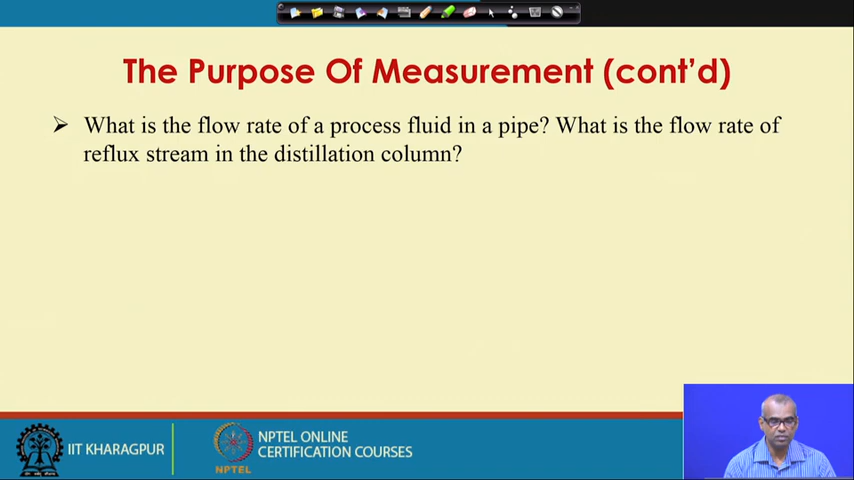 The Purpose Of Measurement (cont'd)
➢ What is the flow rate of a process fluid in a pipe? What is the flow rate of
reflux stream in the distillation column?
IIT KHARAGPUR
NPTEL
NPTEL ONLINE
CERTIFICATION COURSES